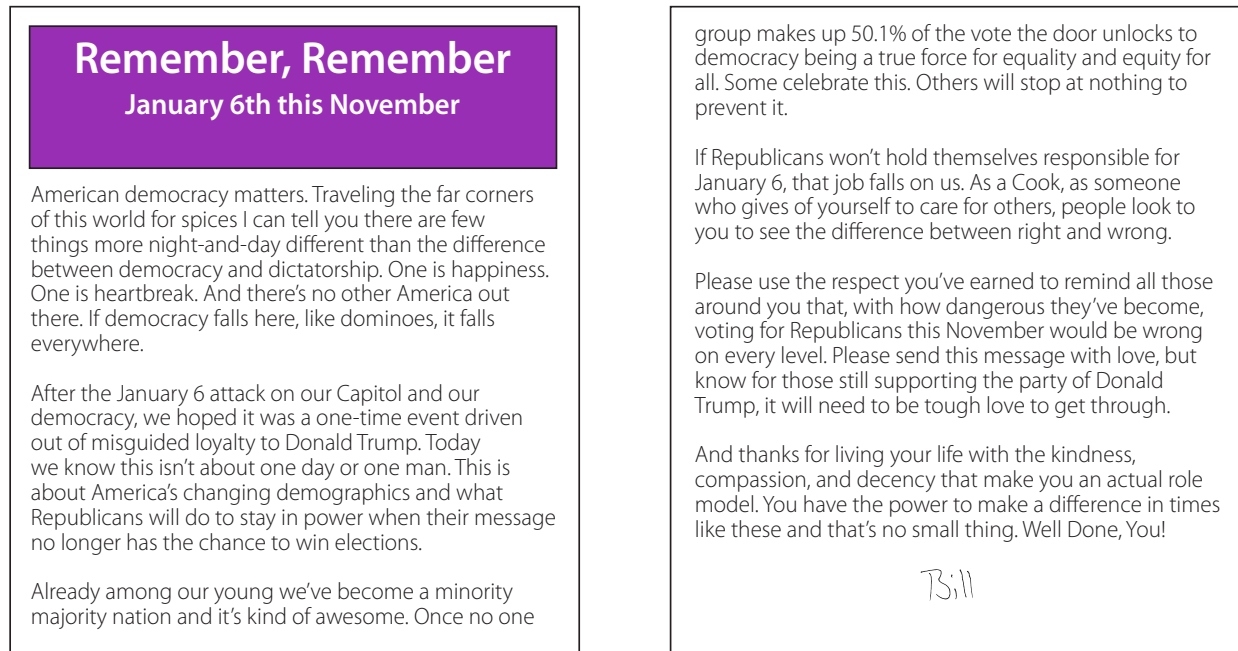 Remember, Remember
January 6th this November
American democracy matters. Traveling the far corners
of this world for spices I can tell you there are few
things more night-and-day different than the difference
between democracy and dictatorship. One is happiness.
One is heartbreak. And there’s no other America out
there. If democracy falls here, like dominoes, it falls
everywhere.
After the January 6 attack on our Capitol and our
democracy, we hoped it was a one-time event driven
out of misguided loyalty to Donald Trump. Today
we know this isn’t about one day or one man. This is
about America’s changing demographics and what
Republicans will do to stay in power when their message
no longer has the chance to win elections.
Already among our young we’ve become a minority
majority nation and it’s kind of awesome. Once no one
group makes up 50.1% of the vote the door unlocks to
democracy being a true force for equality and equity for
all. Some celebrate this. Others will stop at nothing to
prevent it.
If Republicans won’t hold themselves responsible for
January 6, that job falls on us. As a Cook, as someone
who gives of yourself to care for others, people look to
you to see the difference between right and wrong.
Please use the respect you’ve earned to remind all those
around you that, with how dangerous they’ve become,
voting for Republicans this November would be wrong
on every level. Please send this message with love, but
know for those still supporting the party of Donald
Trump, it will need to be tough love to get through.
And thanks for living your life with the kindness,
compassion, and decency that make you an actual role
model. You have the power to make a difference in times
like these and that’s no small thing. Well Done, You!
Bill